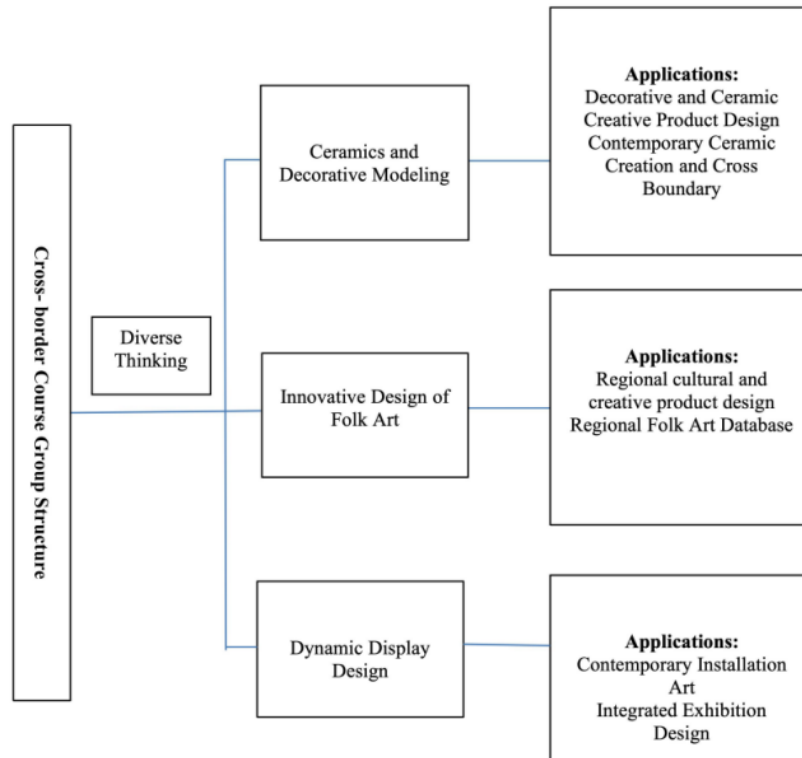 Cross- border Course Group Structure
Diverse
Thinking
Ceramics and
Decorative Modeling
Applications:
Decorative and Ceramic
Creative Product Design
Contemporary Ceramic
Creation and Cross
Boundary
Innovative Design of
Folk Art
Applications:
Regional cultural and
creative product design
Regional Folk Art Database
Dynamic Display
Design
Applications:
Contemporary Installation
Art
Integrated Exhibition
Design